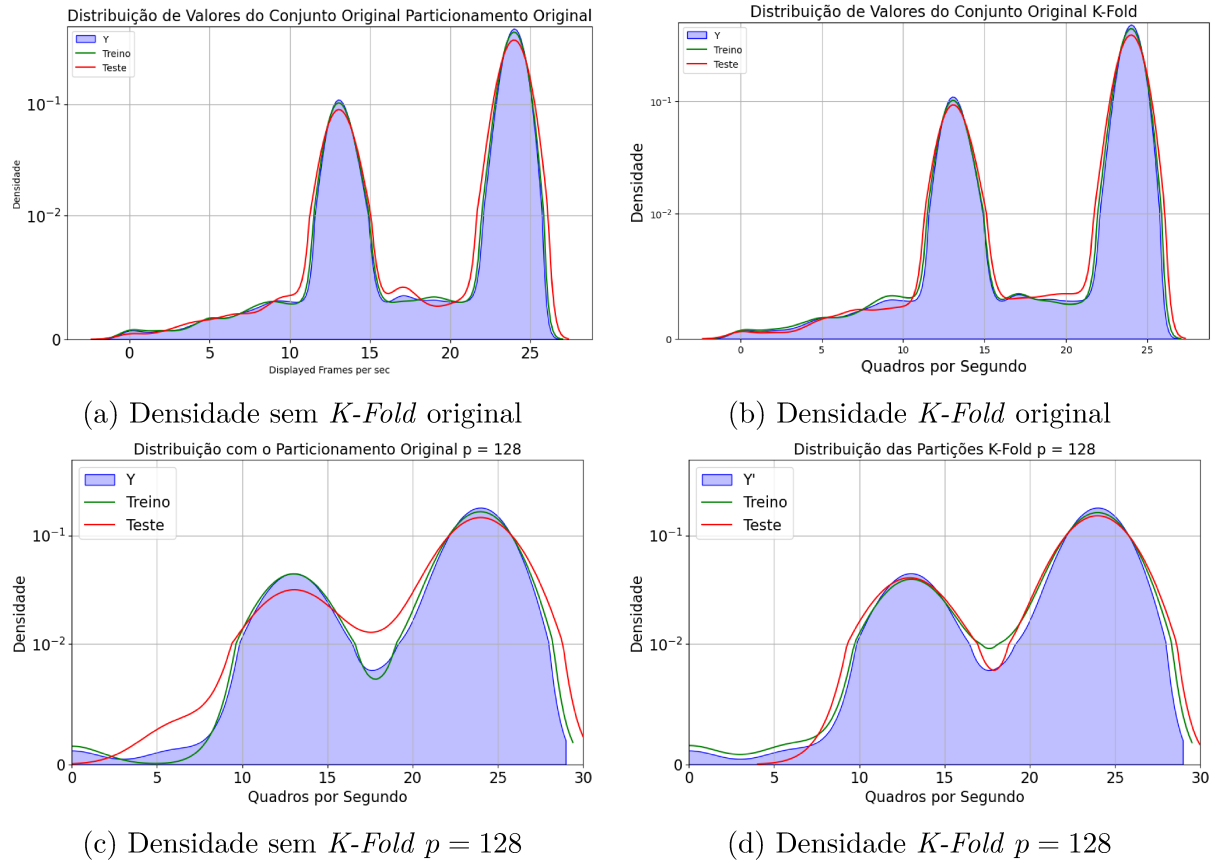 Distribuição de Valores do Conjunto Original Particionamento Original
Y
Treino
Teste
Densidade
10⁻¹
10⁻²
0
0 5 10 15 20 25
Displayed Frames per sec
(a) Densidade sem K-Fold original
Distribuição de Valores do Conjunto Original K-Fold
Y
Treino
Teste
Densidade
10⁻¹
10⁻²
0
0 5 10 15 20 25
Quadros por Segundo
(b) Densidade K-Fold original
Distribuição com o Particionamento Original p = 128
Y
Treino
Teste
Densidade
10⁻¹
10⁻²
0
0 5 10 15 20 25 30
Quadros por Segundo
(c) Densidade sem K-Fold p = 128
Distribuição das Partições K-Fold p = 128
Y'
Treino
Teste
Densidade
10⁻¹
10⁻²
0
0 5 10 15 20 25 30
Quadros por Segundo
(d) Densidade K-Fold p = 128